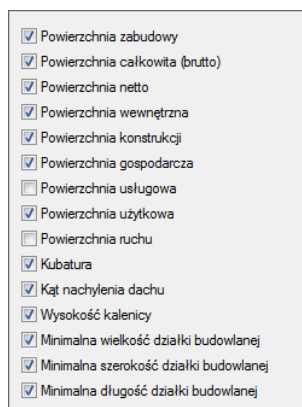 Powierzchnia zabudowy
Powierzchnia całkowita (brutto)
Powierzchnia netto
Powierzchnia wewnętrzna
Powierzchnia konstrukcji
Powierzchnia gospodarcza
Powierzchnia usługowa
Powierzchnia użytkowa
Powierzchnia ruchu
Kubatura
Kąt nachylenia dachu
Wysokość kalenicy
Minimalna wielkość działki budowlanej
Minimalna szerokość działki budowlanej
Minimalna długość działki budowlanej